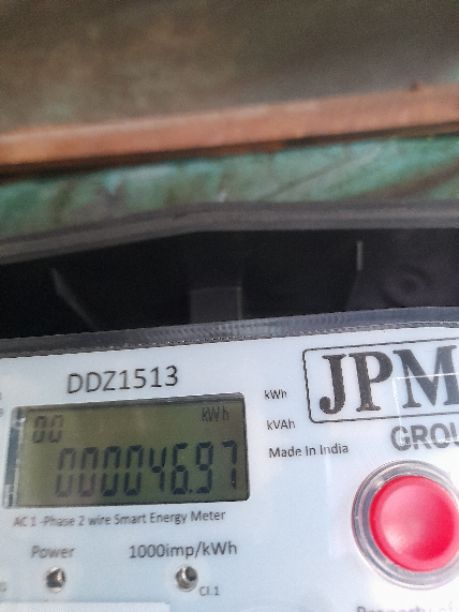 DDZ1513
kWh
JPM
kVAh
GROU
Made In India
00 kWh
00004697
AC 1 -Phase 2 wire Smart Energy Meter
Power 1000imp/kWh
Cl.1